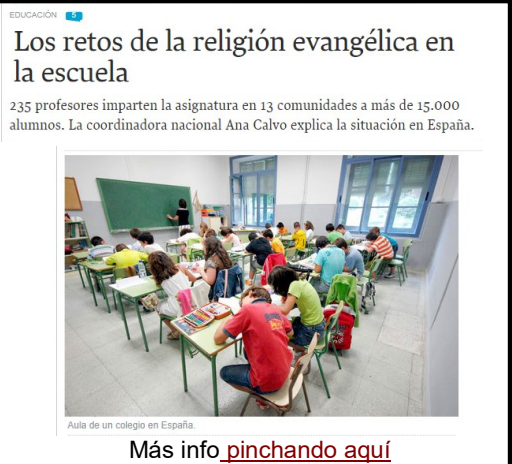 EDUCACIÓN 5
Los retos de la religión evangélica en
la escuela
235 profesores imparten la asignatura en 13 comunidades a más de 15.000
alumnos. La coordinadora nacional Ana Calvo explica la situación en España.
Aula de un colegio en España.
Más info pinchando aquí